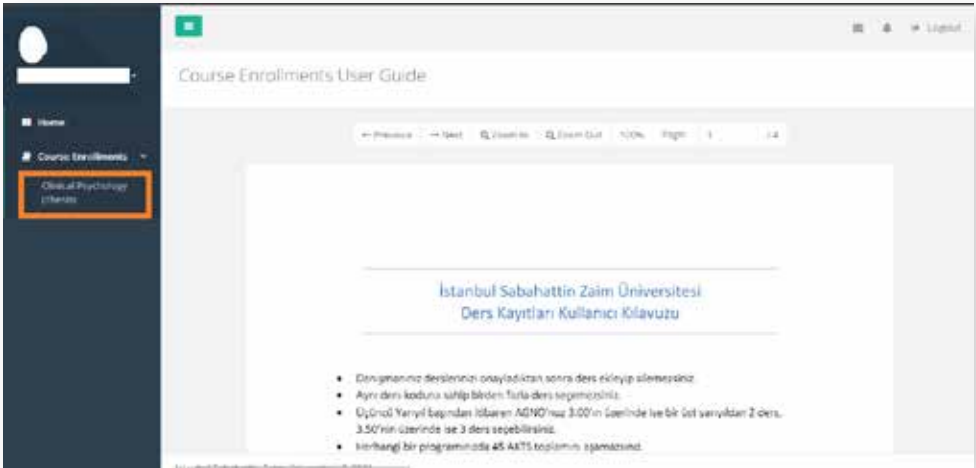 Logout
Course Enrollments User Guide
Home
Previous Next Zoom In Zoom Out 100% Page: 1
Course Enrollments
Clinical Psychology
(Thesis)
İstanbul Sabahattin Zaim Üniversitesi
Ders Kayıtları Kullanıcı Kılavuzu
• Danışmanınız derslerinizi onayladıktan sonra ders ekleyip silemezsiniz.
• Aynı ders koduna sahip birden fazla ders seçemezsiniz.
• Üçüncü Yarıyıl başından itibaren AGNO'nuz 3.00'ın üzerinde ise bir üst yarıyıldan 2 ders,
3.50'nin üzerinde ise 3 ders seçebilirsiniz.
• Herhangi bir programınızda 45 AKTS toplamını aşamazsınız.